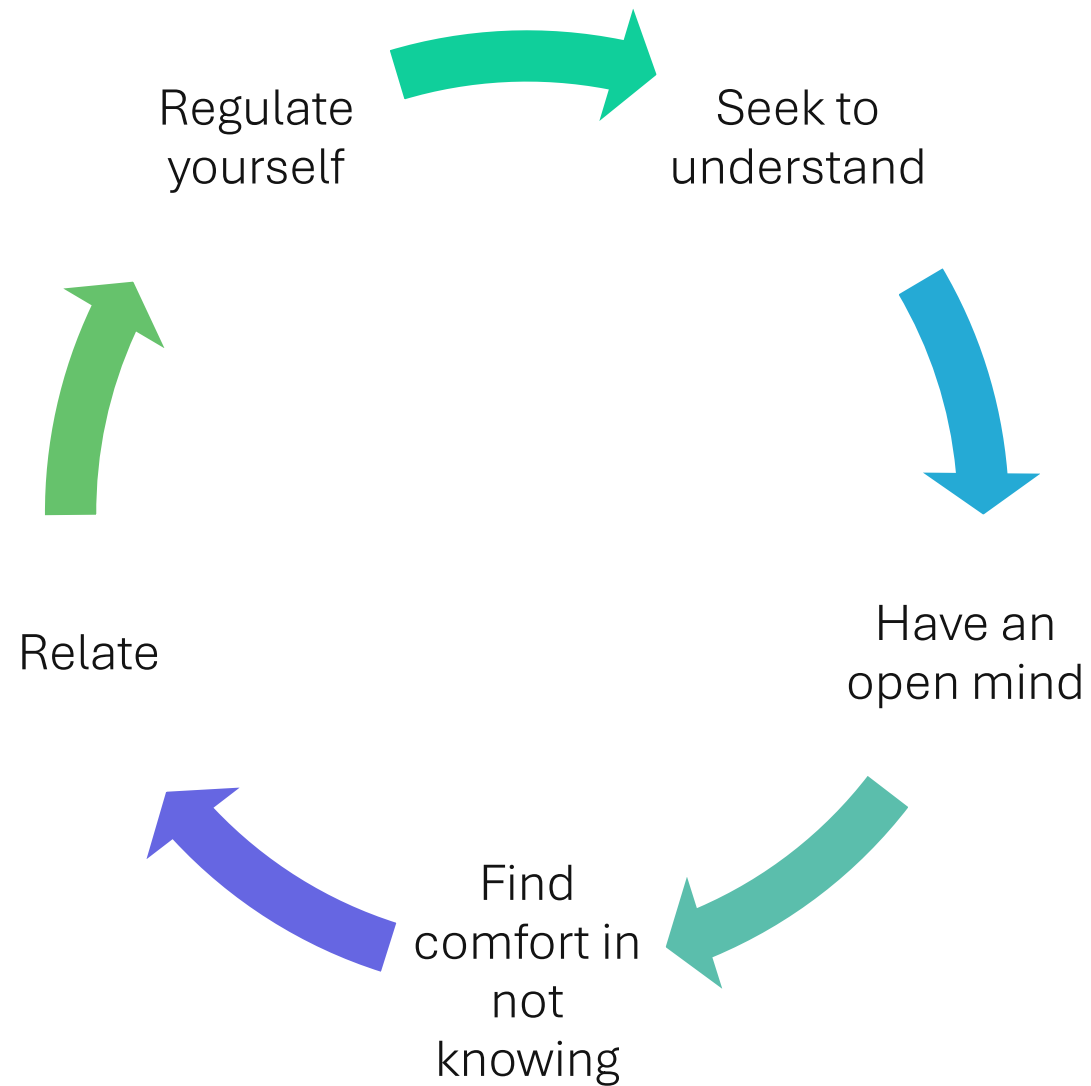 Regulate
yourself
Seek to
understand
Have an
open mind
Find
comfort in
not
knowing
Relate